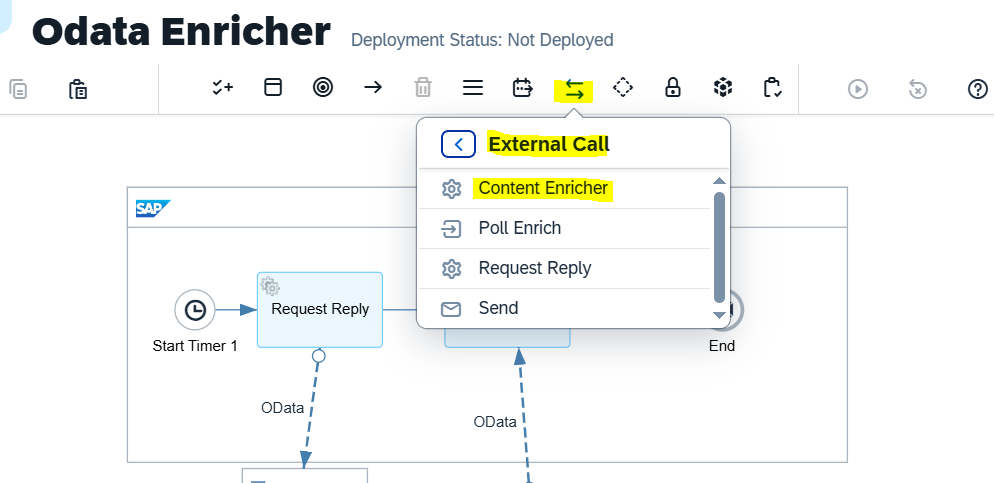 Odata Enricher
Deployment Status: Not Deployed
External Call
Content Enricher
Poll Enrich
Request Reply
Send
SAP
Request Reply
Start Timer 1
End
OData
OData